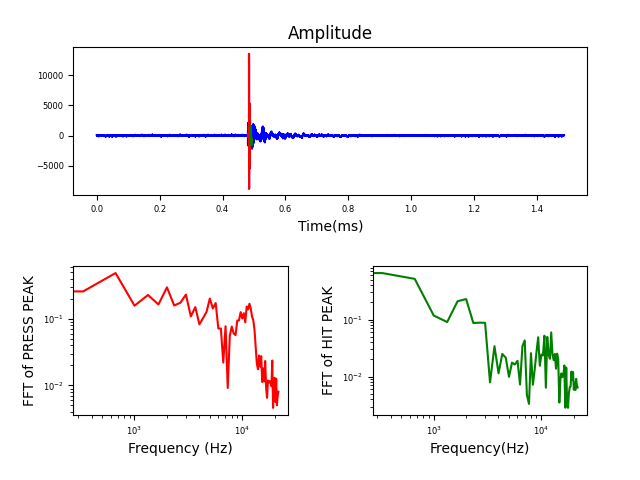 Amplitude
10000
5000
0
−5000
0.0 0.2 0.4 0.6 0.8 1.0 1.2 1.4
Time(ms)
FFT of PRESS PEAK
10⁻¹
10⁻²
10³ 10⁴
Frequency (Hz)
FFT of HIT PEAK
10⁻¹
10⁻²
10³ 10⁴
Frequency(Hz)